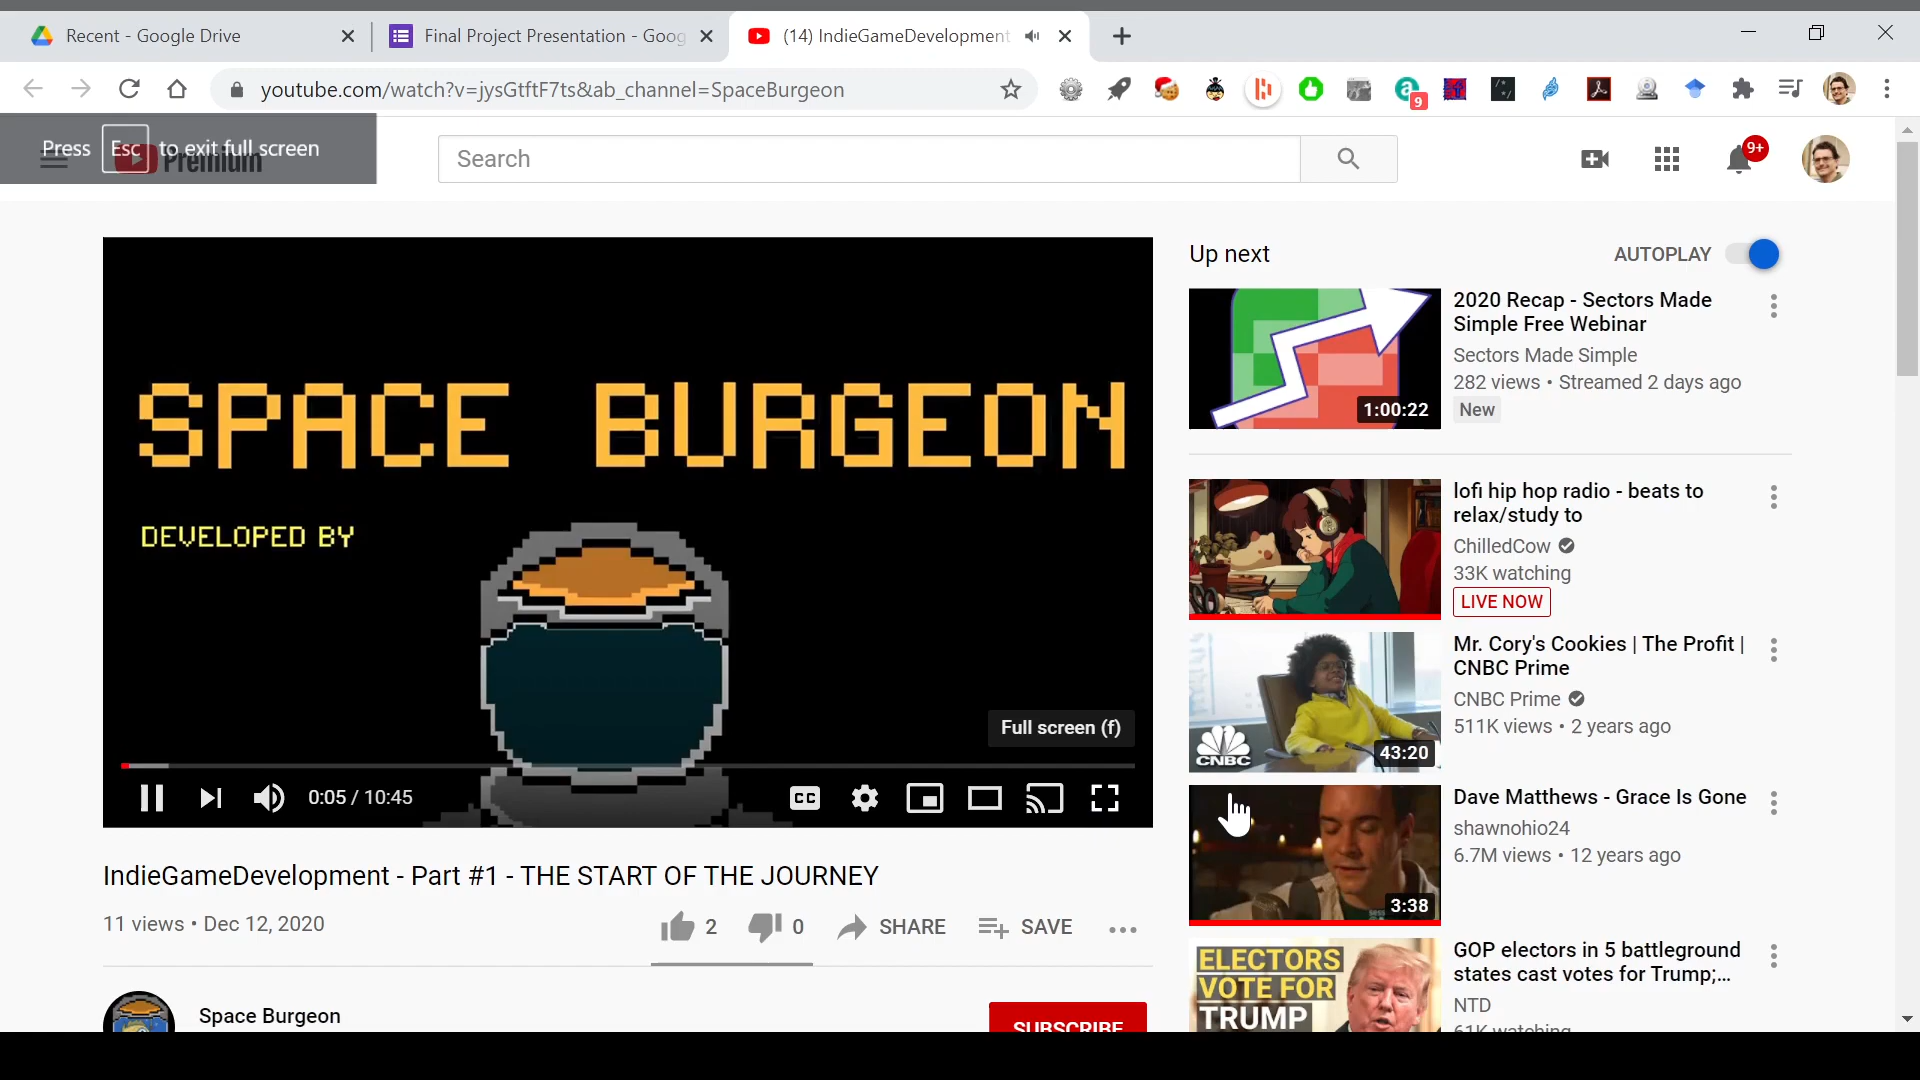 Recent - Google Drive
Final Project Presentation - Goog
(14) IndieGameDevelopment
youtube.com/watch?v=jysGtftF7ts&ab_channel=SpaceBurgeon
9
Press Esc to exit full screen
Premium
Search
9+
SPACE BURGEON
DEVELOPED BY
Full screen (f)
0:05 / 10:45
CC
IndieGameDevelopment - Part #1 - THE START OF THE JOURNEY
11 views • Dec 12, 2020
2
0
SHARE
SAVE
Space Burgeon
SUBSCRIBE
Up next
AUTOPLAY
1:00:22
2020 Recap - Sectors Made
Simple Free Webinar
Sectors Made Simple
282 views • Streamed 2 days ago
New
lofi hip hop radio - beats to
relax/study to
ChilledCow
33K watching
LIVE NOW
CNBC
43:20
Mr. Cory's Cookies | The Profit |
CNBC Prime
CNBC Prime
511K views • 2 years ago
3:38
Dave Matthews - Grace Is Gone
shawnohio24
6.7M views • 12 years ago
ELECTORS
VOTE FOR
TRUMP
GOP electors in 5 battleground
states cast votes for Trump;...
NTD
61K watching